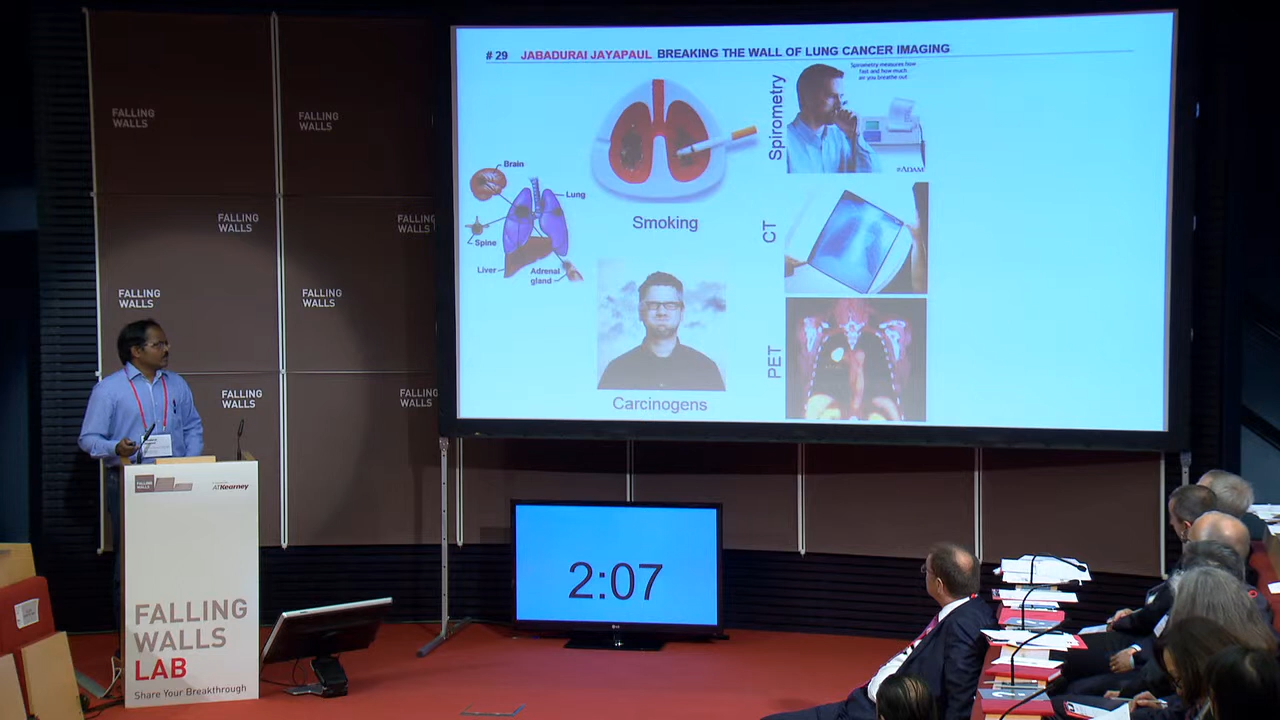 # 29 JABADURAI JAYAPAUL BREAKING THE WALL OF LUNG CANCER IMAGING
Spirometry measures how
fast and how much
air you breathe out.
Spirometry
ADAM
Brain
Lung
Spine
Liver
Adrenal
gland
Smoking
CT
PET
Carcinogens
FALLING
WALLS
FALLING
WALLS
FALLING
WALLS
FALLING
WALLS
FALLING
WALLS
FALLING
WALLS
FALLING
WALLS
FALLING
WALLS
2:07
FALLING
WALLS
ATKearney
FALLING
WALLS
LAB
Share Your Breakthrough